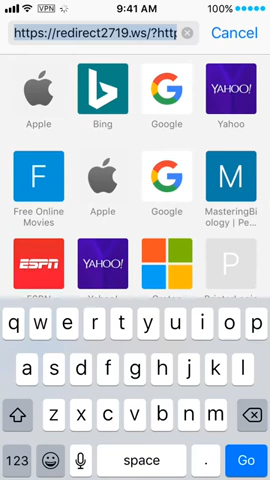 VPN 9:41 AM 100%
https://redirect2719.ws/?http Cancel
YAHOO!
Apple Bing Google Yahoo
F M
Free Online Movies Apple Google MasteringBiology | Pe...
ESPN YAHOO! P
q w e r t y u i o p
a s d f g h j k l
z x c v b n m
123 space . Go